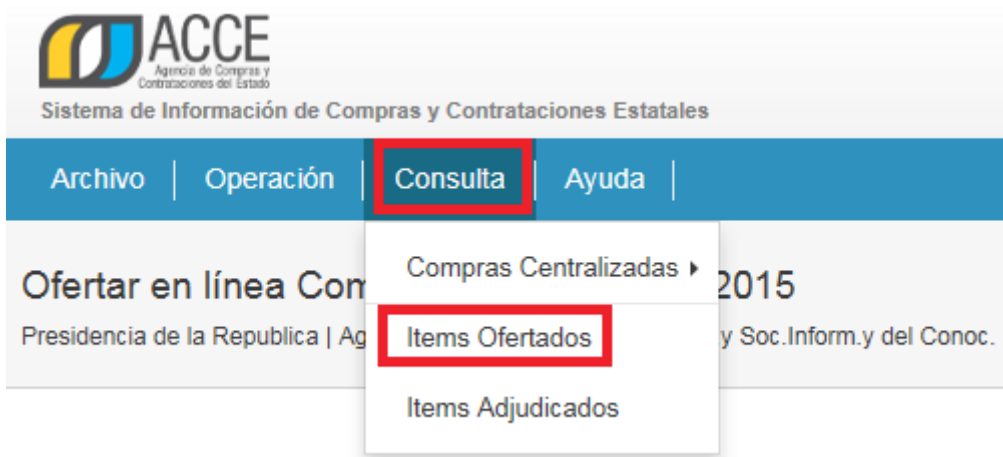 ACCE
Agencia de Compras y
Contrataciones del Estado
Sistema de Información de Compras y Contrataciones Estatales
Archivo Operación Consulta Ayuda
Compras Centralizadas
Ofertar en línea Com 2015
Items Ofertados
Presidencia de la Republica | Ag y Soc.Inform.y del Conoc.
Items Adjudicados